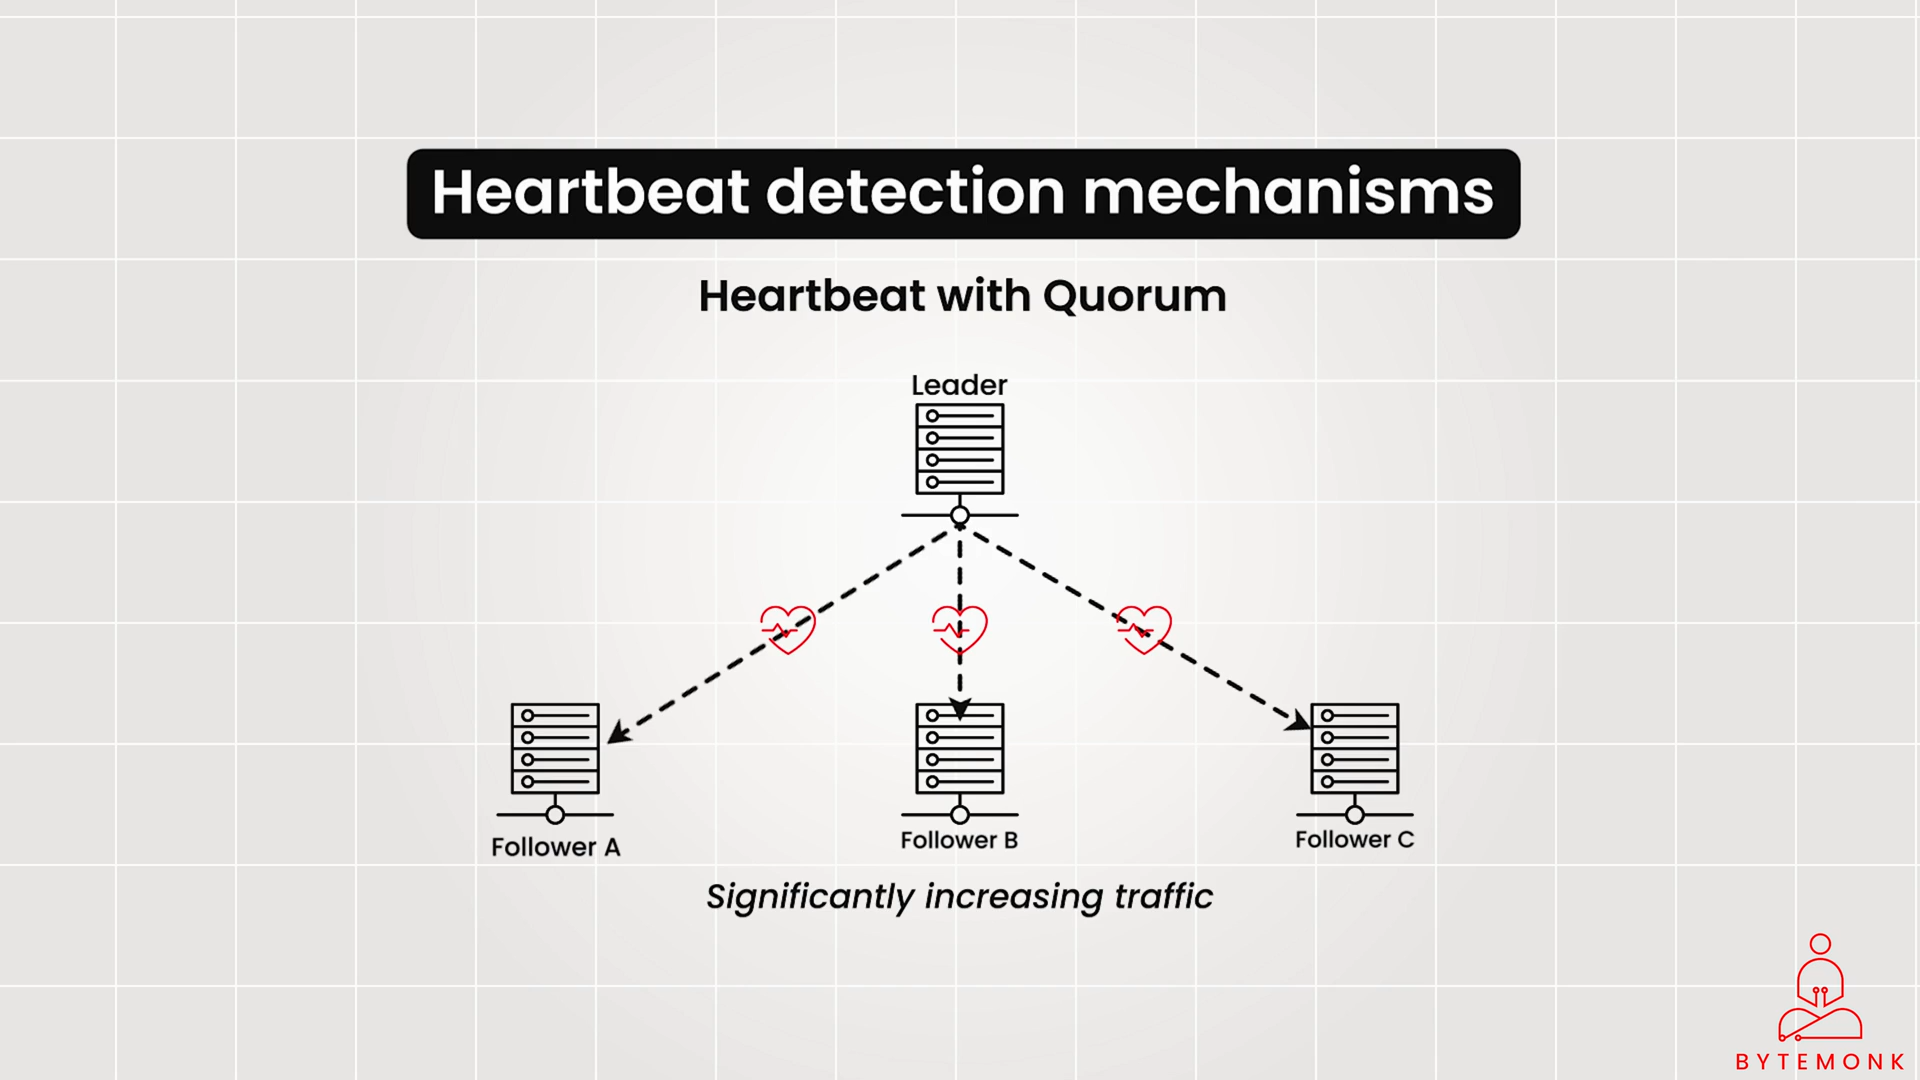 Heartbeat detection mechanisms
Heartbeat with Quorum
Leader
Follower A
Follower B
Follower C
Significantly increasing traffic
BYTEMONK